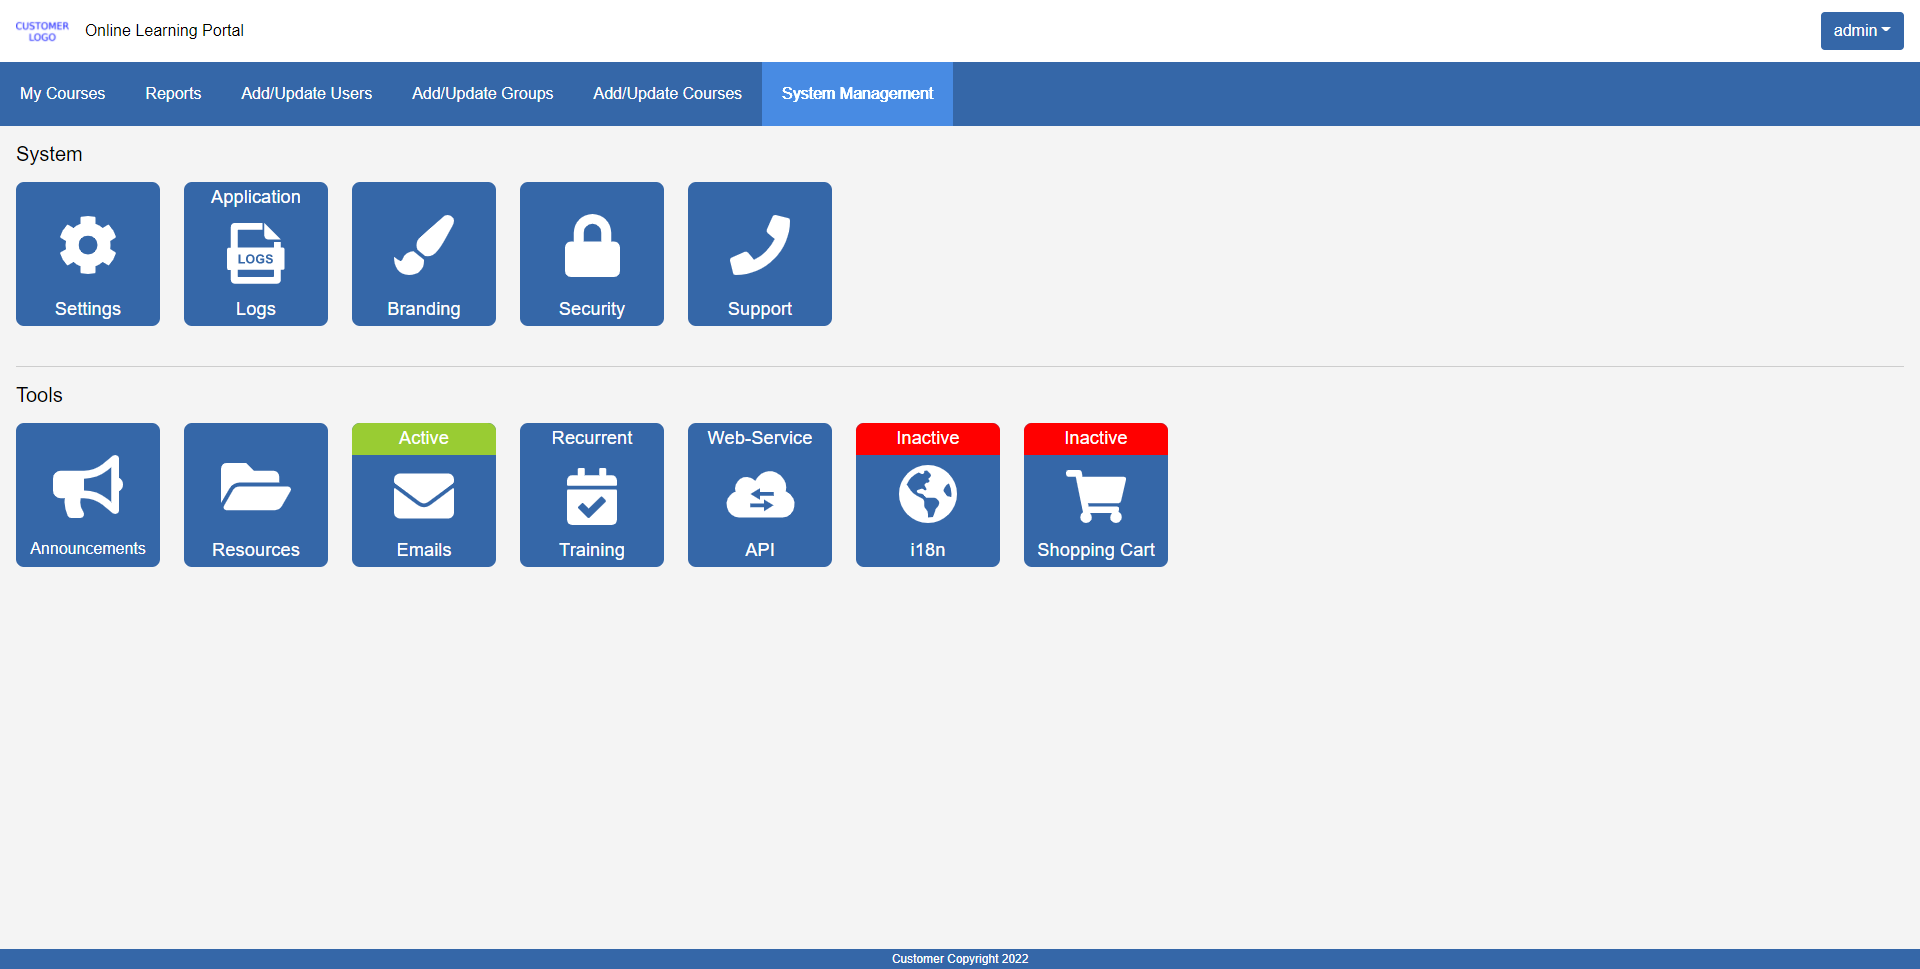 CUSTOMER
LOGO
Online Learning Portal
admin
My Courses
Reports
Add/Update Users
Add/Update Groups
Add/Update Courses
System Management
System
Settings
Application
LOGS
Logs
Branding
Security
Support
Tools
Announcements
Resources
Active
Emails
Recurrent
Training
Web-Service
API
Inactive
i18n
Inactive
Shopping Cart
Customer Copyright 2022